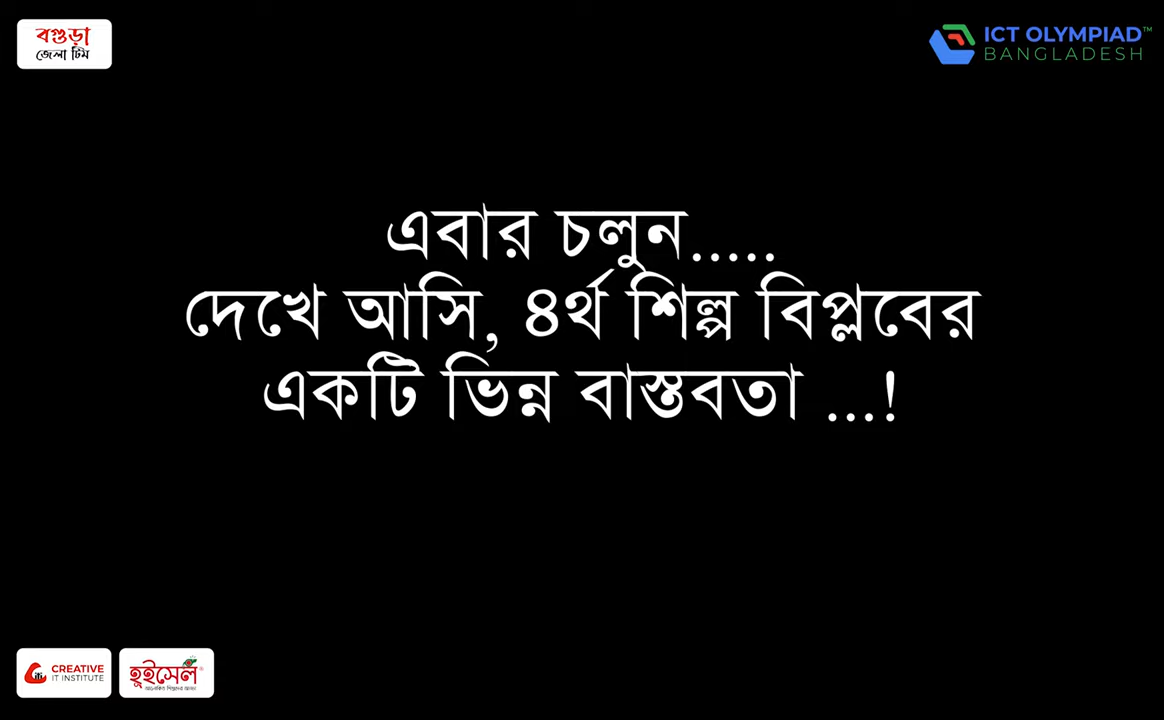 বগুড়া
জেলা টিম
ICT OLYMPIAD™
BANGLADESH
এবার চলুন.....
দেখে আসি, ৪র্থ শিল্প বিপ্লবের
একটি ভিন্ন বাস্তবতা ...!
CREATIVE
IT INSTITUTE
হুইসেল®